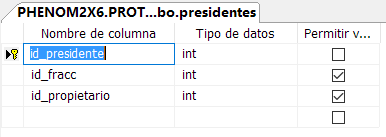 PHENOM2X6.PROT...bo.presidentes
Nombre de columna Tipo de datos Permitir v...
id_presidente int
id_fracc int
id_propietario int